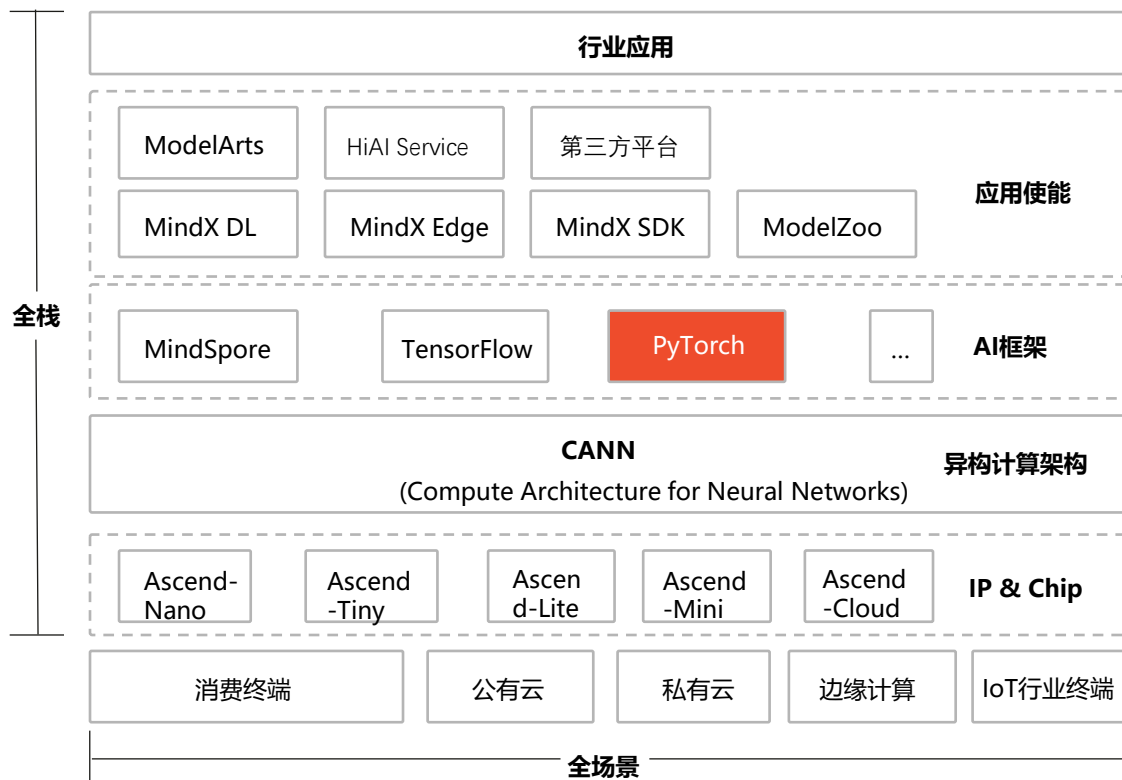 行业应用
ModelArts
HiAI Service
第三方平台
应用使能
MindX DL
MindX Edge
MindX SDK
ModelZoo
全栈
MindSpore
TensorFlow
PyTorch
...
AI框架
CANN
(Compute Architecture for Neural Networks)
异构计算架构
Ascend-
Nano
Ascend
-Tiny
Ascen
d-Lite
Ascend
-Mini
Ascend
-Cloud
IP & Chip
消费终端
公有云
私有云
边缘计算
IoT行业终端
全场景